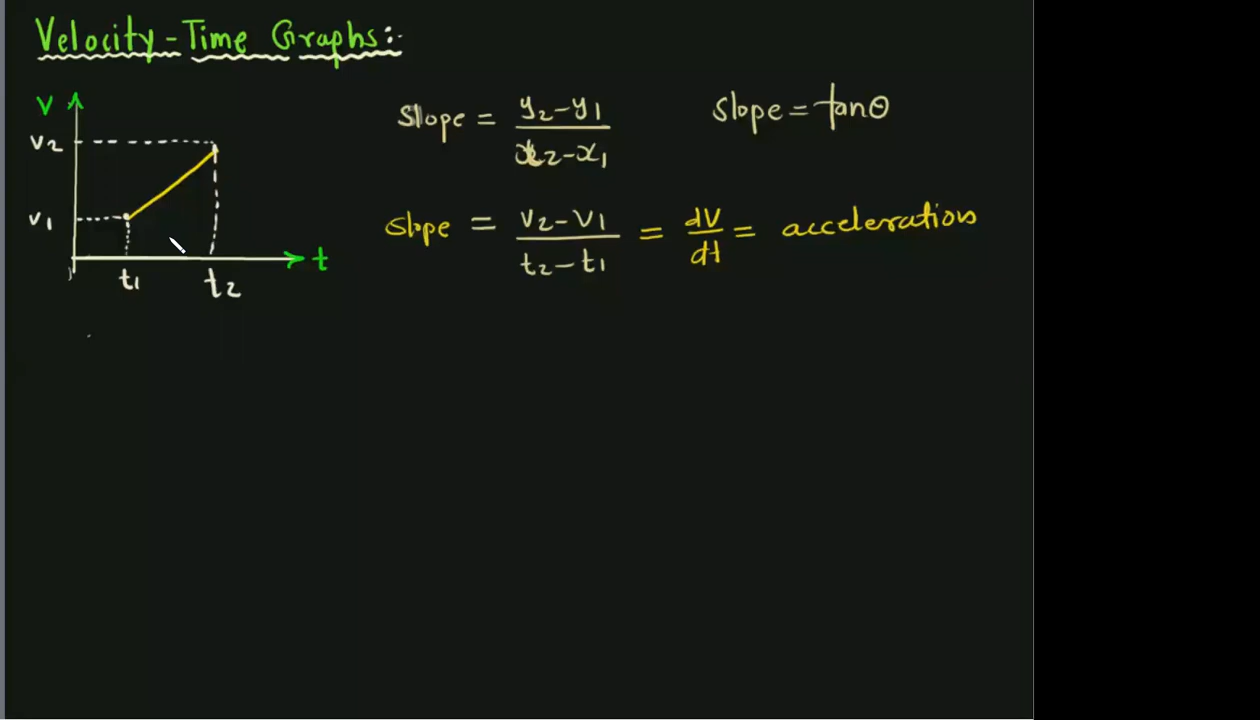 Velocity-Time Graphs:-
V
V2
V1
t1 t2
t
Slope = y2-y1 / x2-x1
Slope = tanθ
Slope = V2-V1 / t2-t1 = dV/dt = acceleration